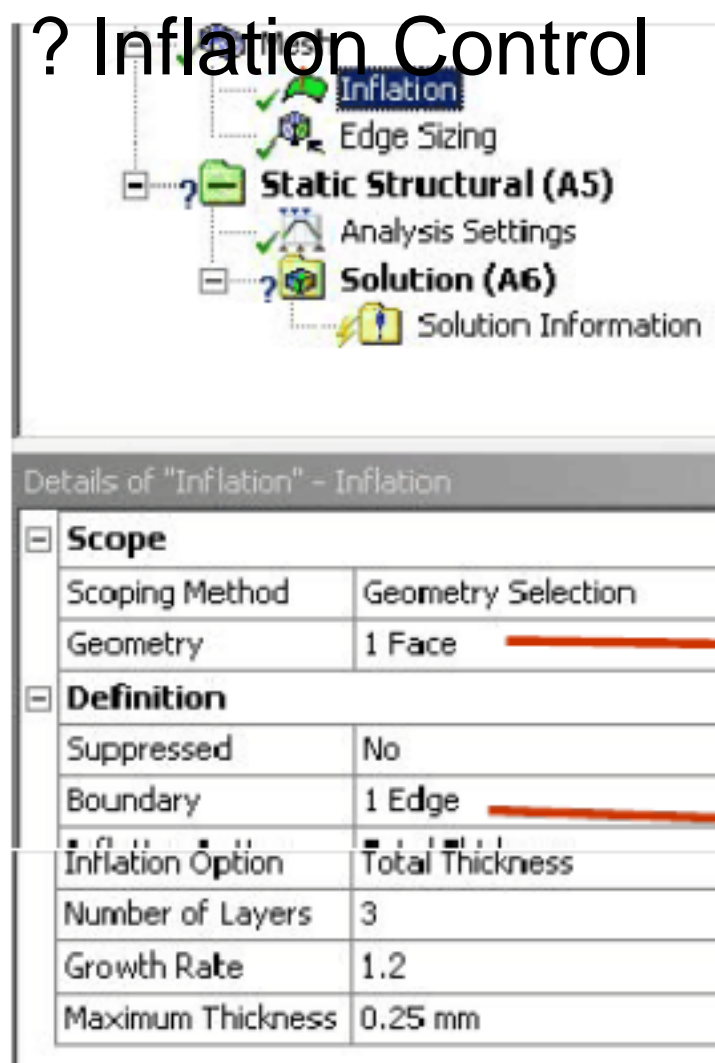 ? Inflation Control
Mesh
Inflation
Edge Sizing
Static Structural (A5)
Analysis Settings
Solution (A6)
Solution Information
Details of "Inflation" - Inflation
Scope
Scoping Method Geometry Selection
Geometry 1 Face
Definition
Suppressed No
Boundary 1 Edge
Inflation Option Total Thickness
Number of Layers 3
Growth Rate 1.2
Maximum Thickness 0.25 mm